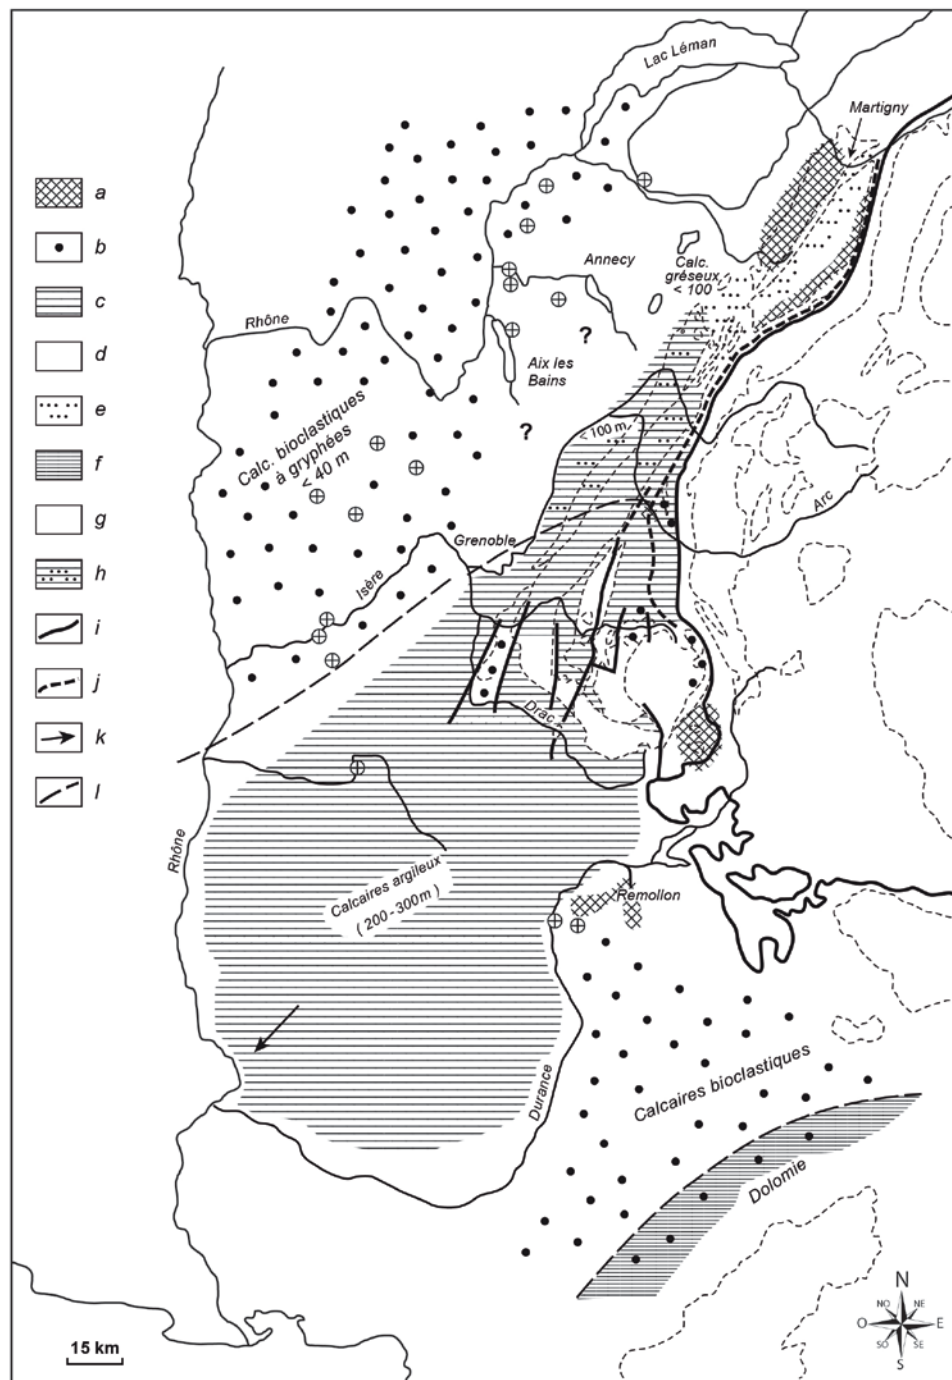 Lac Léman
Martigny
a
b
c
d
e
f
g
h
i
j
k
l
Annecy
Calc.
gréseux
< 100
Rhône
?
Aix les
Bains
?
< 100 m
Calc. bioclastiques
à gryphées
< 40 m
Arc
Grenoble
Isère
Drac
Rhône
Calcaires argileux
( 200-300m )
Remollon
Durance
Calcaires bioclastiques
Dolomie
N
NO NE
O E
SO SE
S
15 km